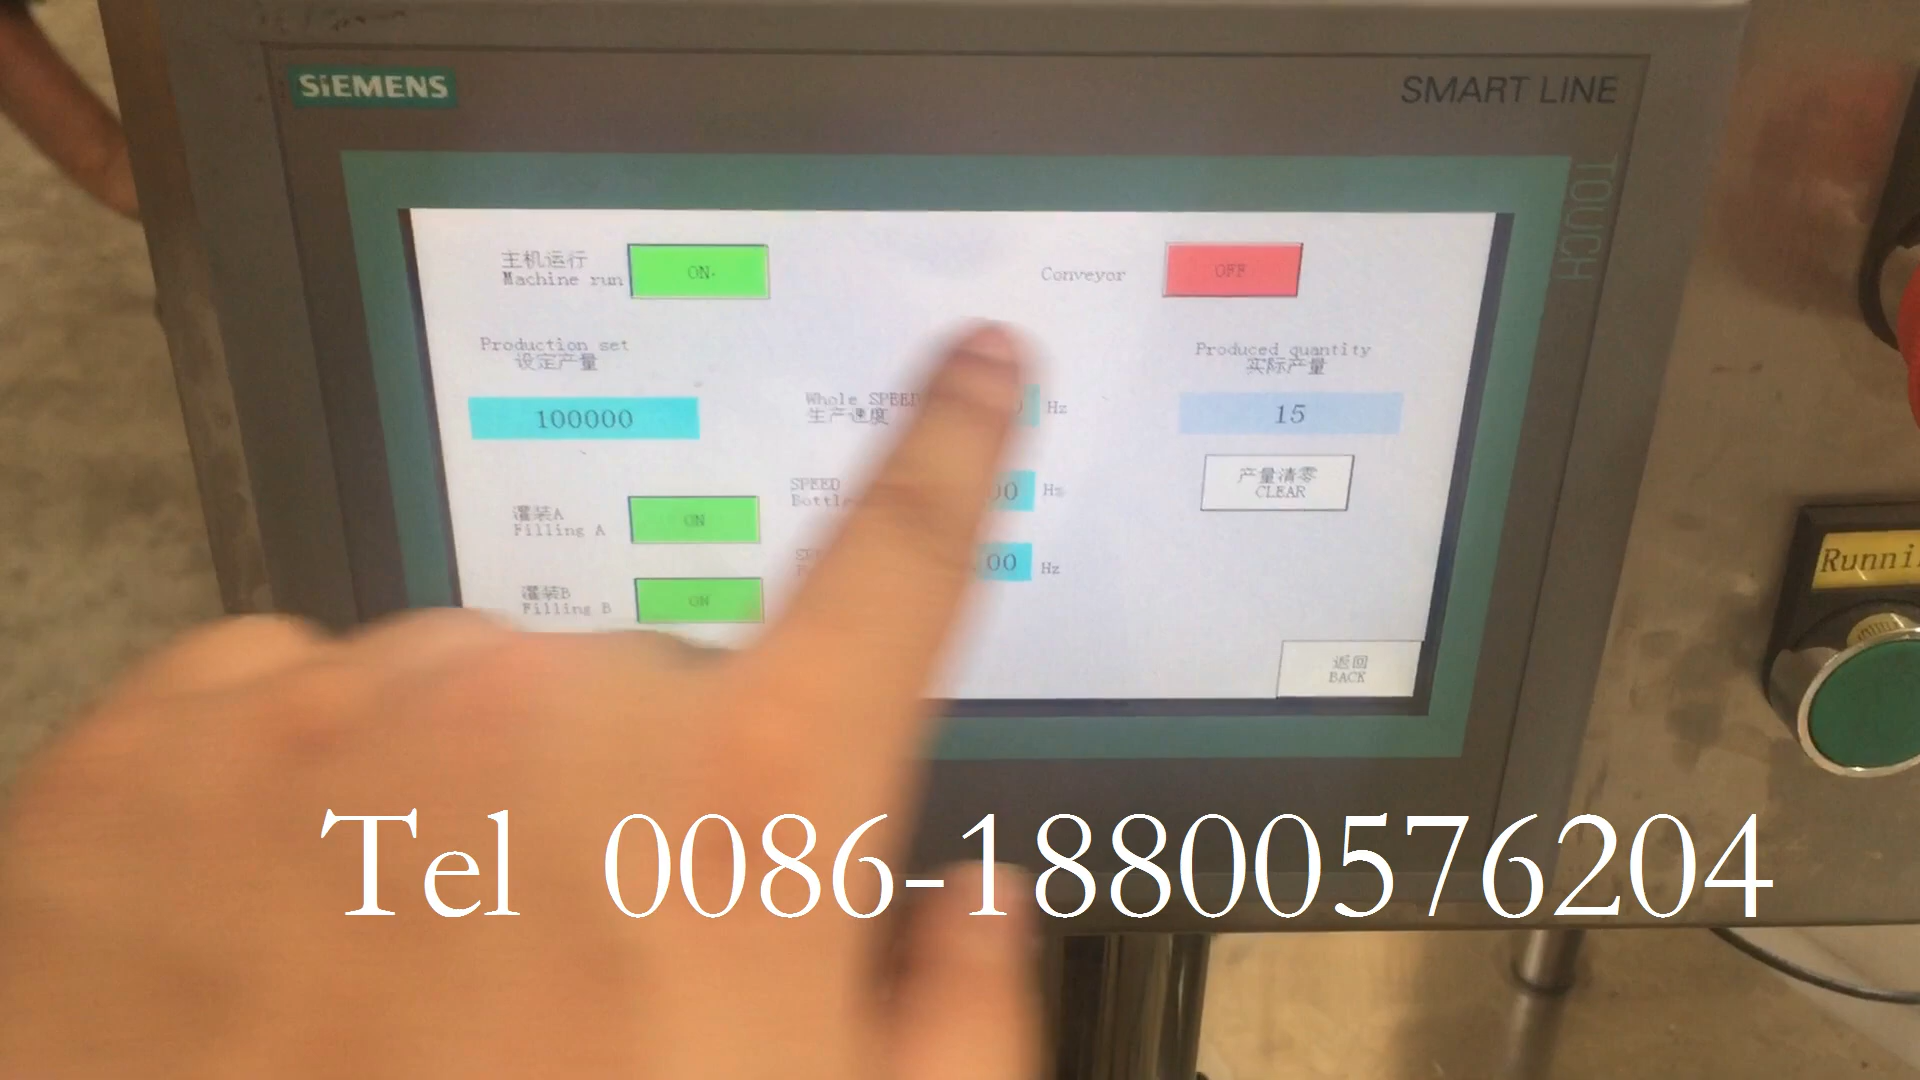 SIEMENS
SMART LINE
TOUCH
主机运行
Machine run
ON
Conveyor
OFF
Production set
设定产量
100000
Whole SPEED
生产速度
Hz
Produced quantity
实际产量
15
产量清零
CLEAR
SPEED
Bottle
00
Hz
灌装A
Filling A
ON
00
Hz
灌装B
Filling B
ON
返回
BACK
Tel 0086-18800576204